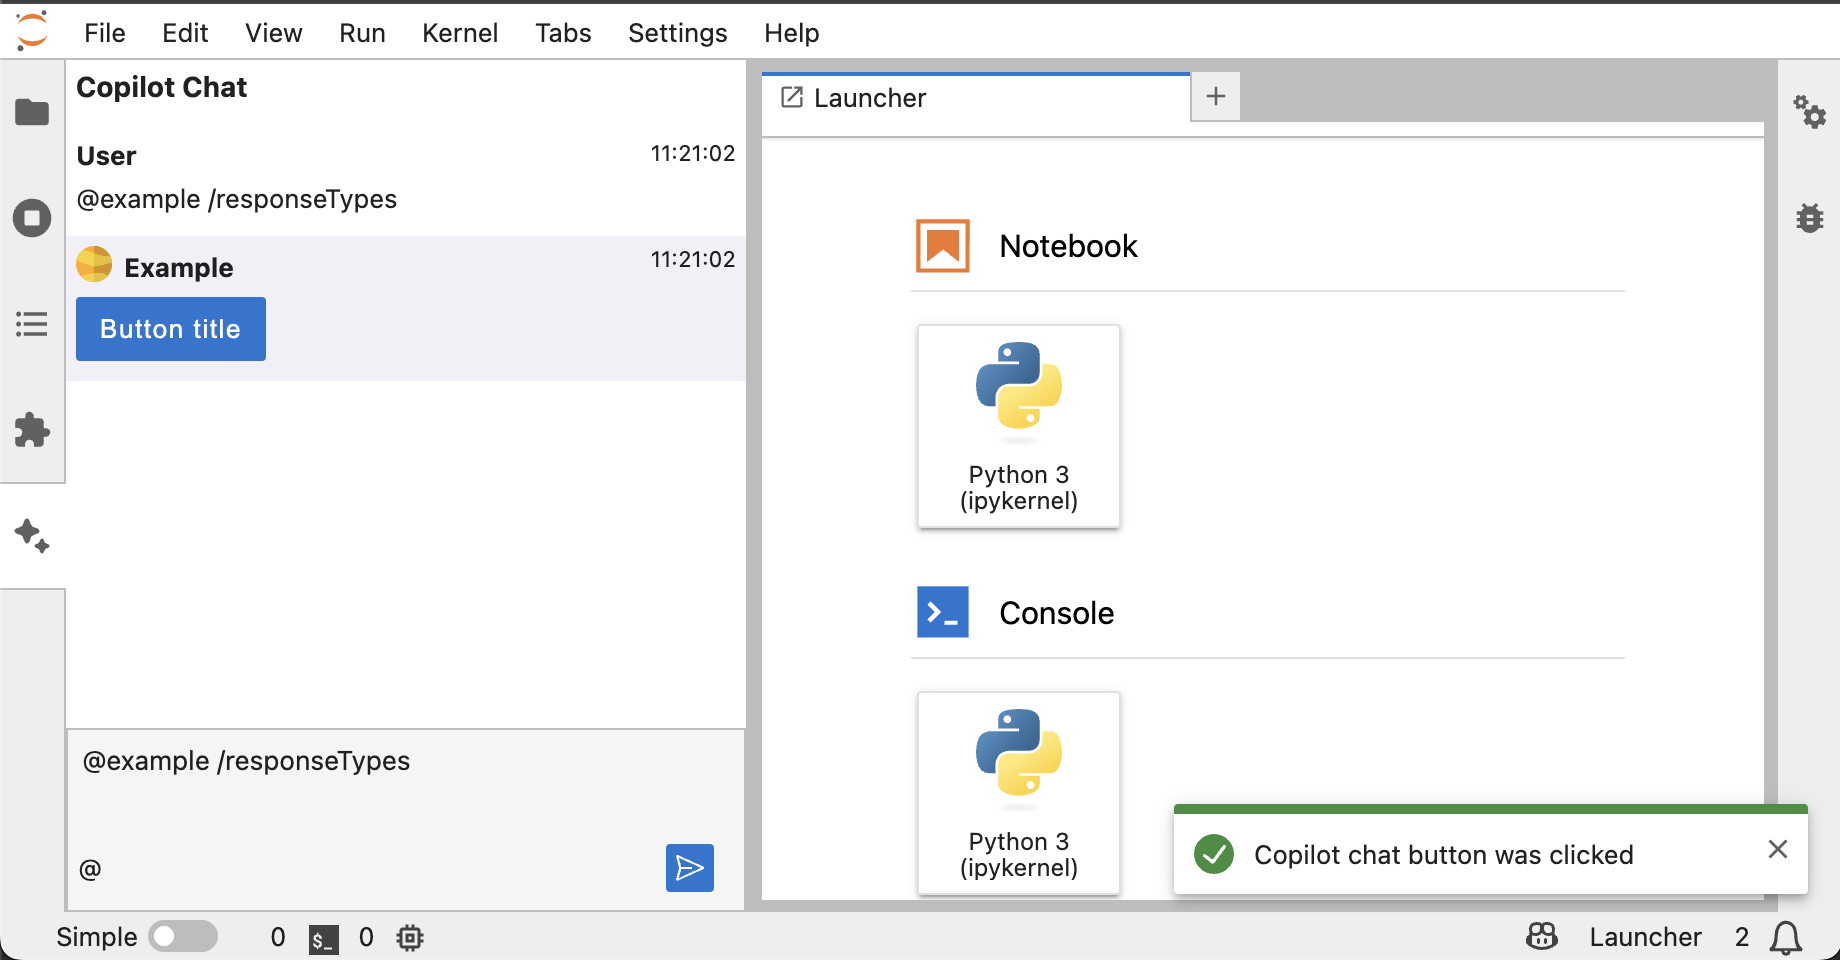 File Edit View Run Kernel Tabs Settings Help
Copilot Chat
User 11:21:02
@example /responseTypes
Example 11:21:02
Button title
@example /responseTypes
@
Launcher
Notebook
Python 3
(ipykernel)
Console
Python 3
(ipykernel)
Copilot chat button was clicked
Simple 0 $_ 0 Launcher 2